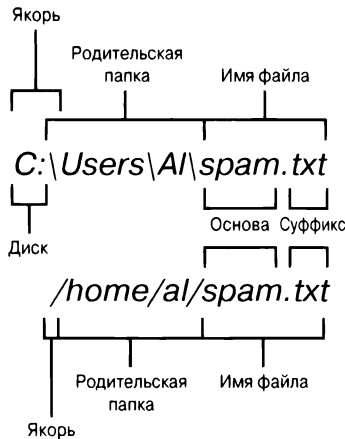 Якорь
Родительская
папка
Имя файла
C:\Users\Al\spam.txt
Основа
Суффикс
Диск
/home/al/spam.txt
Родительская
папка
Имя файла
Якорь